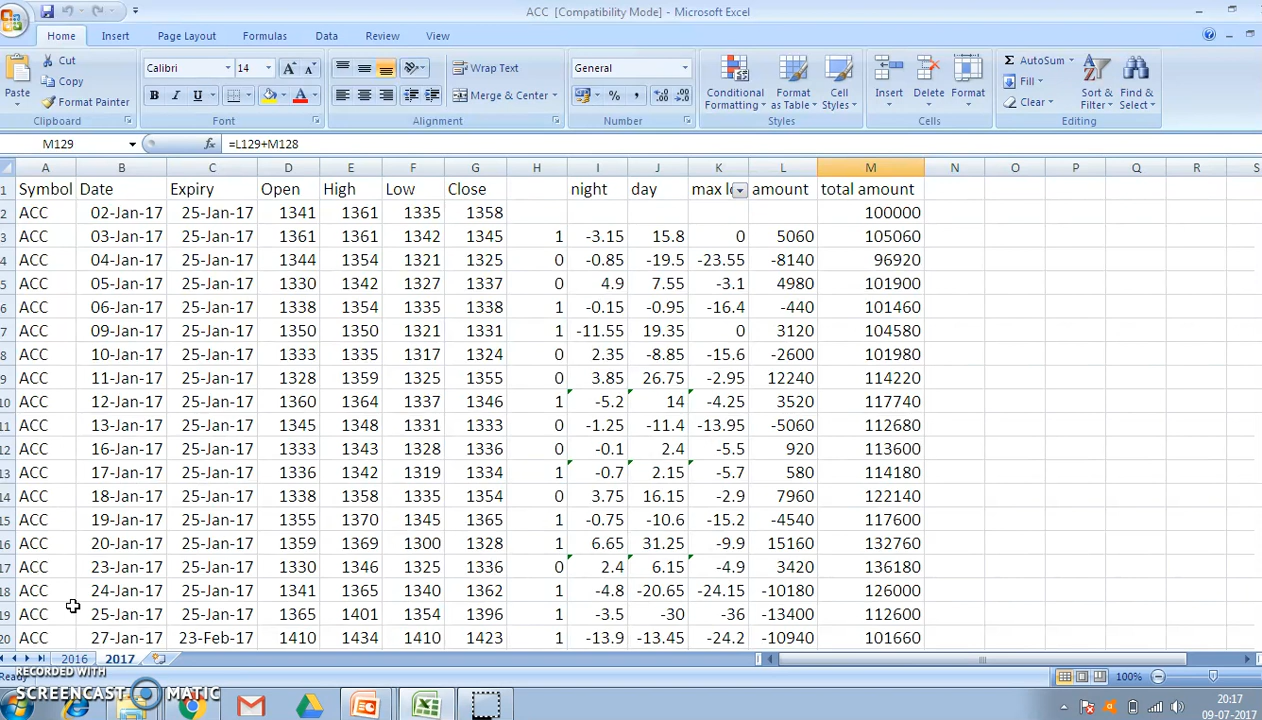 ACC [Compatibility Mode] - Microsoft Excel
Home Insert Page Layout Formulas Data Review View
Paste Cut Copy Format Painter Clipboard
Calibri 14 B I U A Font
Wrap Text Merge & Center Alignment
General % , Number
Conditional Formatting Format as Table Cell Styles Styles
Insert Delete Format Cells
Σ AutoSum Fill Clear Sort & Filter Find & Select Editing
M129 fx =L129+M128
A B C D E F G H I J K L M N O P Q R S
1 Symbol Date Expiry Open High Low Close night day max amount total amount
2 ACC 02-Jan-17 25-Jan-17 1341 1361 1335 1358 100000
3 ACC 03-Jan-17 25-Jan-17 1361 1361 1342 1345 1 -3.15 15.8 0 5060 105060
4 ACC 04-Jan-17 25-Jan-17 1344 1354 1321 1325 0 -0.85 -19.5 -23.55 -8140 96920
5 ACC 05-Jan-17 25-Jan-17 1330 1342 1327 1337 0 4.9 7.55 -3.1 4980 101900
6 ACC 06-Jan-17 25-Jan-17 1338 1354 1335 1338 1 -0.15 -0.95 -16.4 -440 101460
7 ACC 09-Jan-17 25-Jan-17 1350 1350 1321 1331 1 -11.55 19.35 0 3120 104580
8 ACC 10-Jan-17 25-Jan-17 1333 1335 1317 1324 0 2.35 -8.85 -15.6 -2600 101980
9 ACC 11-Jan-17 25-Jan-17 1328 1359 1325 1355 0 3.85 26.75 -2.95 12240 114220
10 ACC 12-Jan-17 25-Jan-17 1360 1364 1337 1346 1 -5.2 14 -4.25 3520 117740
11 ACC 13-Jan-17 25-Jan-17 1345 1348 1331 1333 0 -1.25 -11.4 -13.95 -5060 112680
12 ACC 16-Jan-17 25-Jan-17 1333 1343 1328 1336 0 -0.1 2.4 -5.5 920 113600
13 ACC 17-Jan-17 25-Jan-17 1336 1342 1319 1334 1 -0.7 2.15 -5.7 580 114180
14 ACC 18-Jan-17 25-Jan-17 1338 1358 1335 1354 0 3.75 16.15 -2.9 7960 122140
15 ACC 19-Jan-17 25-Jan-17 1355 1370 1345 1365 1 -0.75 -10.6 -15.2 -4540 117600
16 ACC 20-Jan-17 25-Jan-17 1359 1369 1300 1328 1 6.65 31.25 -9.9 15160 132760
17 ACC 23-Jan-17 25-Jan-17 1330 1346 1325 1336 0 2.4 6.15 -4.9 3420 136180
18 ACC 24-Jan-17 25-Jan-17 1341 1365 1340 1362 1 -4.8 -20.65 -24.15 -10180 126000
19 ACC 25-Jan-17 25-Jan-17 1365 1401 1354 1396 1 -3.5 -30 -36 -13400 112600
20 ACC 27-Jan-17 23-Feb-17 1410 1434 1410 1423 1 -13.9 -13.45 -24.2 -10940 101660
2016 2017
Ready 100%
RECORDED WITH
SCREENCAST MATIC
20:17
09-07-2017